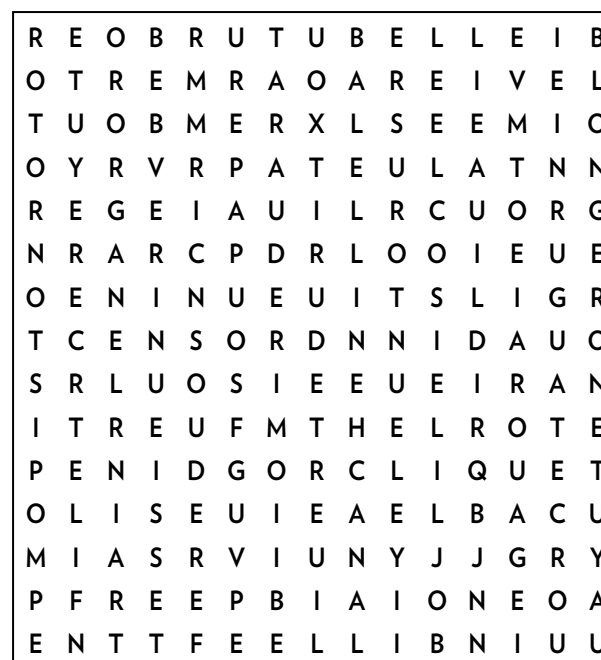 R E O B R U T U B E L L E I B
O T R E M R A O A R E I V E L
T U O B M E R X L S E E M I C
O Y R V R P A T E U L A T N N
R E G E I A U I L R C U O R G
N R A R C P D R L O O I E U E
O E N I N U E U I T S L I G R
T C E N S O R D N N I D A U C
S R L U O S I E E U E I R A N
I T R E U F M T H E L R O T E
P E N I D G O R C L I Q U E T
O L I S E U I E A E L B A C U
M I A S R V I U N Y J J G R Y
P F R E E P B I A I O N E O A
E N T T F E E L L I B N I U U